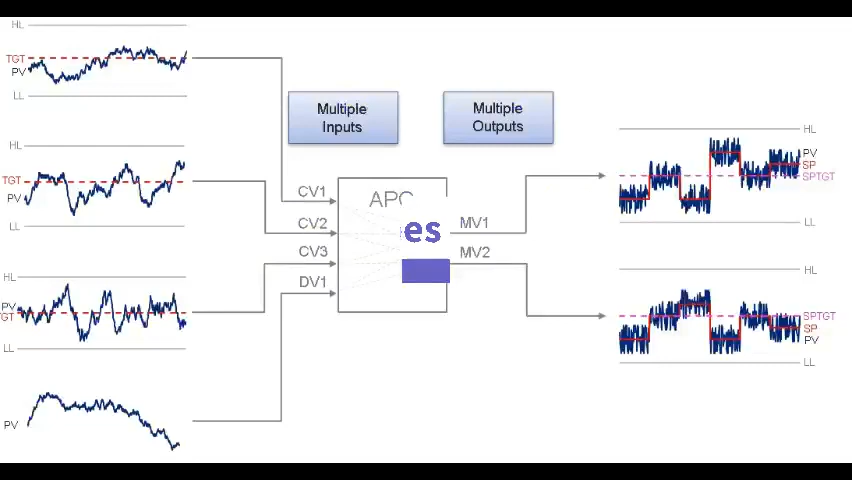 HL
TGT
PV
LL
HL
TGT
PV
LL
HL
PV
GT
LL
PV
Multiple
Inputs
Multiple
Outputs
CV1
CV2
CV3
DV1
APC
es
MV1
MV2
HL
PV
SP
SPTGT
LL
HL
SPTGT
SP
PV
LL